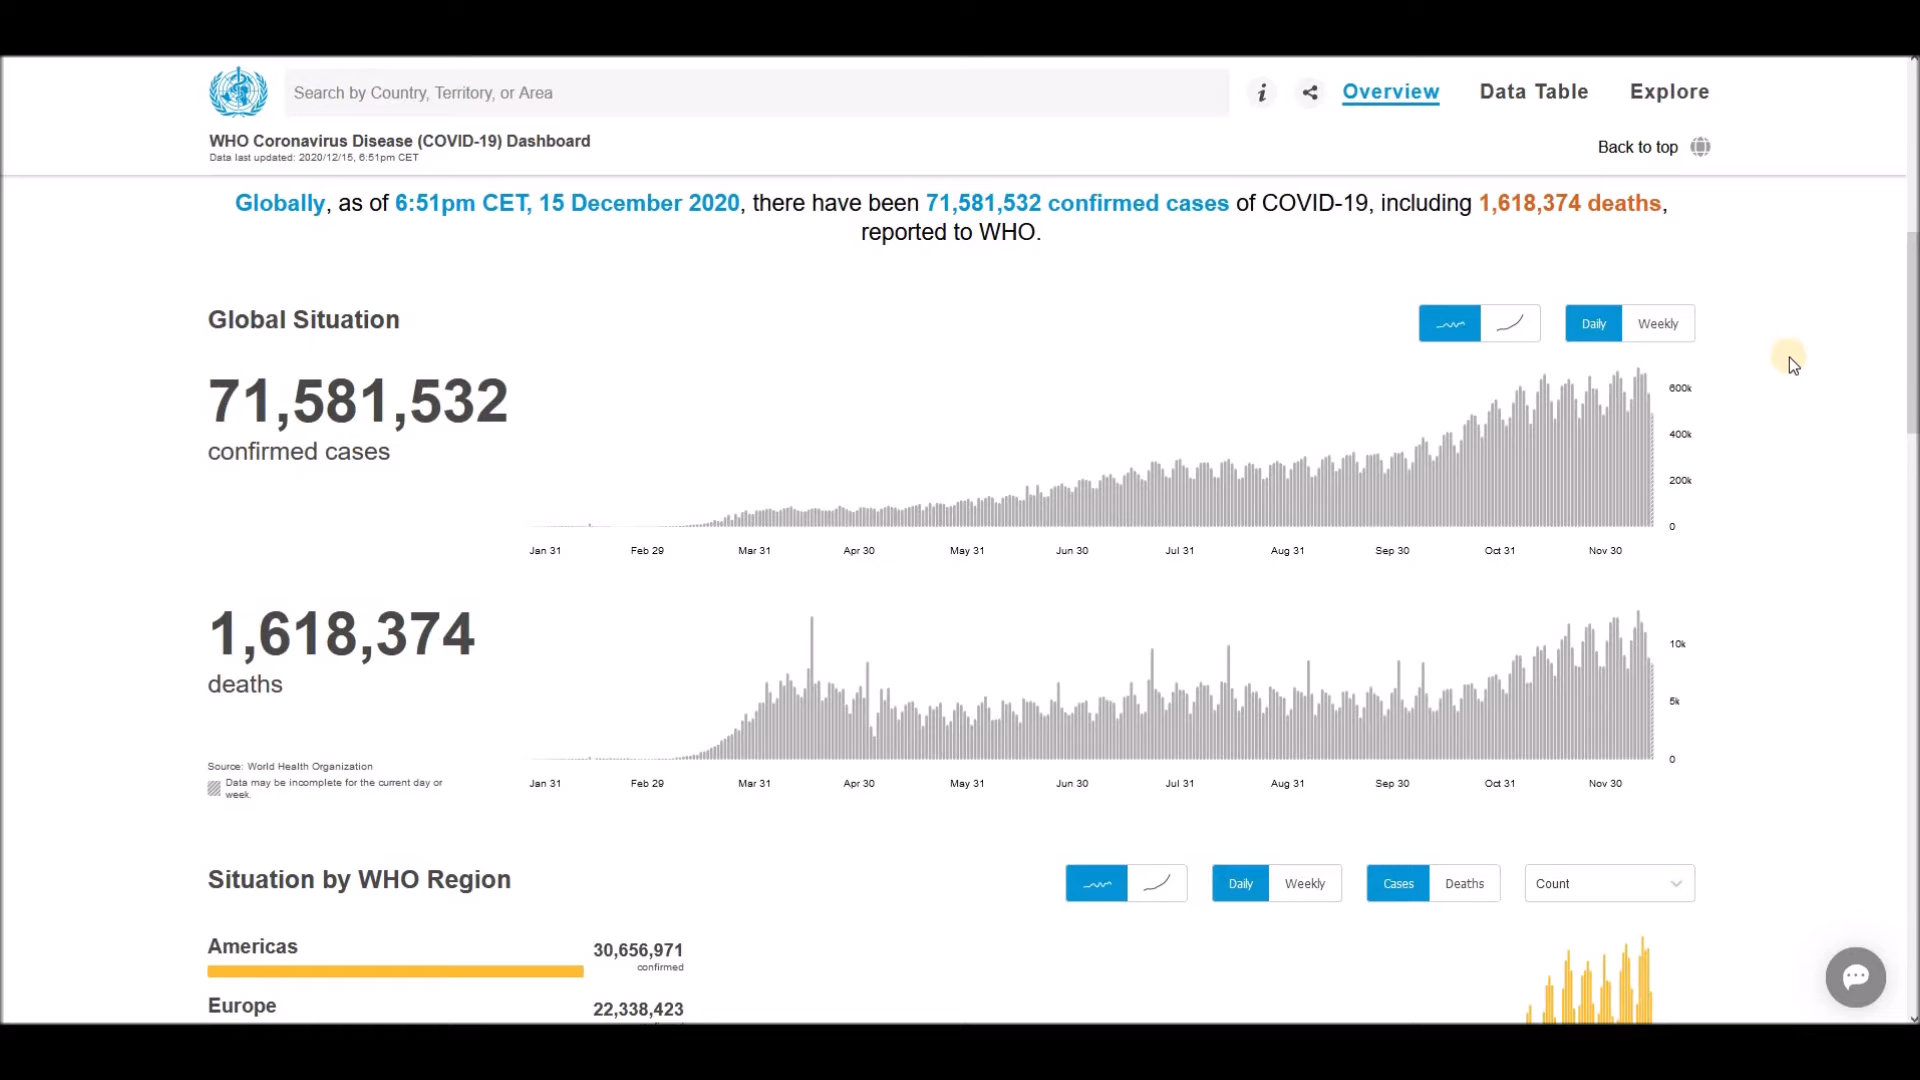 Search by Country, Territory, or Area
i
Overview
Data Table
Explore
WHO Coronavirus Disease (COVID-19) Dashboard
Data last updated: 2020/12/15, 6:51pm CET
Back to top
Globally, as of 6:51pm CET, 15 December 2020, there have been 71,581,532 confirmed cases of COVID-19, including 1,618,374 deaths,
reported to WHO.
Global Situation
Daily
Weekly
71,581,532
confirmed cases
600k
400k
200k
0
Jan 31
Feb 29
Mar 31
Apr 30
May 31
Jun 30
Jul 31
Aug 31
Sep 30
Oct 31
Nov 30
1,618,374
deaths
10k
5k
0
Source: World Health Organization
Data may be incomplete for the current day or
week.
Jan 31
Feb 29
Mar 31
Apr 30
May 31
Jun 30
Jul 31
Aug 31
Sep 30
Oct 31
Nov 30
Situation by WHO Region
Daily
Weekly
Cases
Deaths
Count
Americas
30,656,971
confirmed
Europe
22,338,423